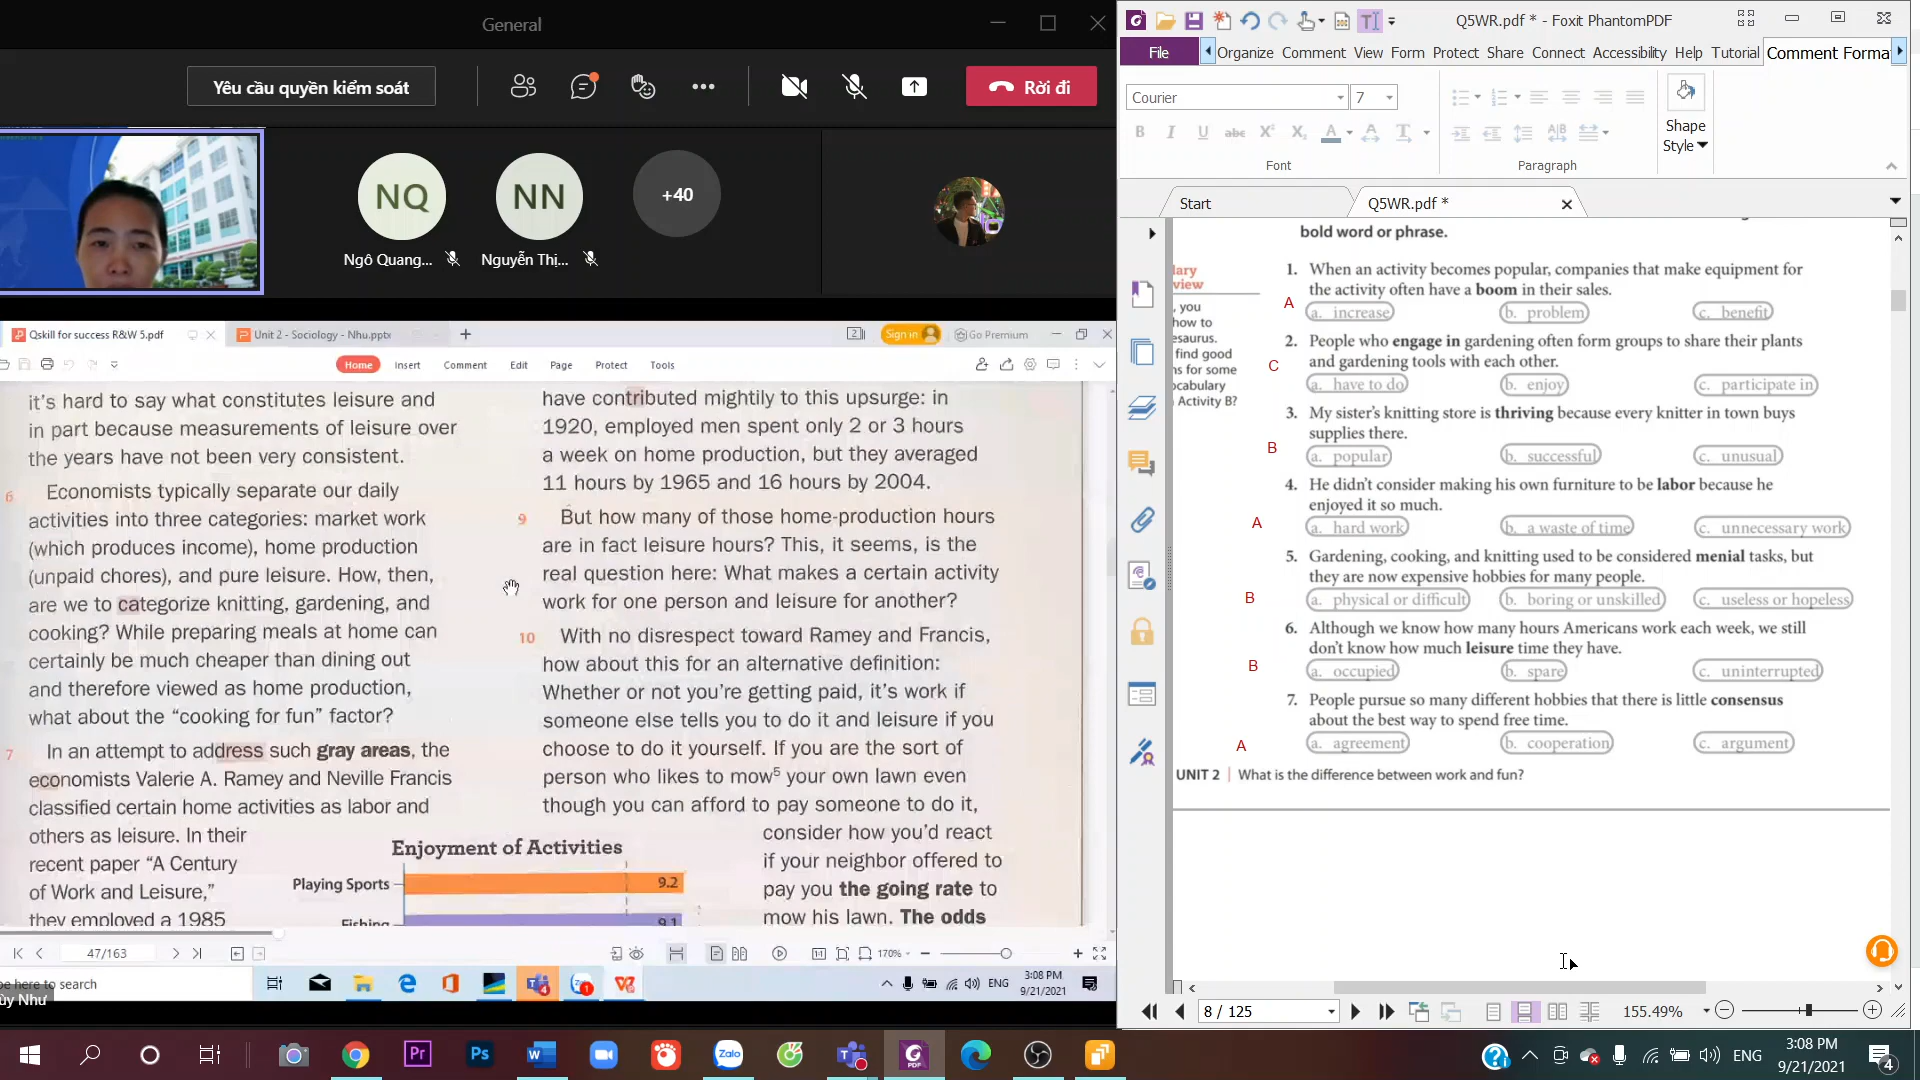 General
Yêu cầu quyền kiểm soát
Rời đi
NQ
NN
+40
Ngô Quang...
Nguyễn Thị...
Qskill for success R&W 5.pdf
Unit 2 - Sociology - Nhu.pptx
Sign in
Go Premium
Home
Insert
Comment
Edit
Page
Protect
Tools
it's hard to say what constitutes leisure and
in part because measurements of leisure over
the years have not been very consistent.
6 Economists typically separate our daily
activities into three categories: market work
(which produces income), home production
(unpaid chores), and pure leisure. How, then,
are we to categorize knitting, gardening, and
cooking? While preparing meals at home can
certainly be much cheaper than dining out
and therefore viewed as home production,
what about the “cooking for fun” factor?
7 In an attempt to address such gray areas, the
economists Valerie A. Ramey and Neville Francis
classified certain home activities as labor and
others as leisure. In their
recent paper “A Century
of Work and Leisure,”
they employed a 1985
have contributed mightily to this upsurge: in
1920, employed men spent only 2 or 3 hours
a week on home production, but they averaged
11 hours by 1965 and 16 hours by 2004.
9 But how many of those home-production hours
are in fact leisure hours? This, it seems, is the
real question here: What makes a certain activity
work for one person and leisure for another?
10 With no disrespect toward Ramey and Francis,
how about this for an alternative definition:
Whether or not you're getting paid, it's work if
someone else tells you to do it and leisure if you
choose to do it yourself. If you are the sort of
person who likes to mow5 your own lawn even
though you can afford to pay someone to do it,
consider how you'd react
if your neighbor offered to
pay you the going rate to
mow his lawn. The odds
Enjoyment of Activities
Playing Sports
9.2
Fishing
9.1
47/163
170%
be here to search
ùy Như
ENG
3:08 PM
9/21/2021
Q5WR.pdf * - Foxit PhantomPDF
File
Organize
Comment
View
Form
Protect
Share
Connect
Accessibility
Help
Tutorial
Comment Forma
Courier
7
Font
Paragraph
Shape
Style
Start
Q5WR.pdf *
bold word or phrase.
lary
view
, you
how to
esaurus.
find good
ns for some
ocabulary
Activity B?
1. When an activity becomes popular, companies that make equipment for
the activity often have a boom in their sales.
A
a. increase
b. problem
c. benefit
2. People who engage in gardening often form groups to share their plants
and gardening tools with each other.
C
a. have to do
b. enjoy
c. participate in
3. My sister's knitting store is thriving because every knitter in town buys
supplies there.
B
a. popular
b. successful
c. unusual
4. He didn't consider making his own furniture to be labor because he
enjoyed it so much.
A
a. hard work
b. a waste of time
c. unnecessary work
5. Gardening, cooking, and knitting used to be considered menial tasks, but
they are now expensive hobbies for many people.
B
a. physical or difficult
b. boring or unskilled
c. useless or hopeless
6. Although we know how many hours Americans work each week, we still
don't know how much leisure time they have.
B
a. occupied
b. spare
c. uninterrupted
7. People pursue so many different hobbies that there is little consensus
about the best way to spend free time.
A
a. agreement
b. cooperation
c. argument
UNIT 2 | What is the difference between work and fun?
8 / 125
155.49%
ENG
3:08 PM
9/21/2021
4